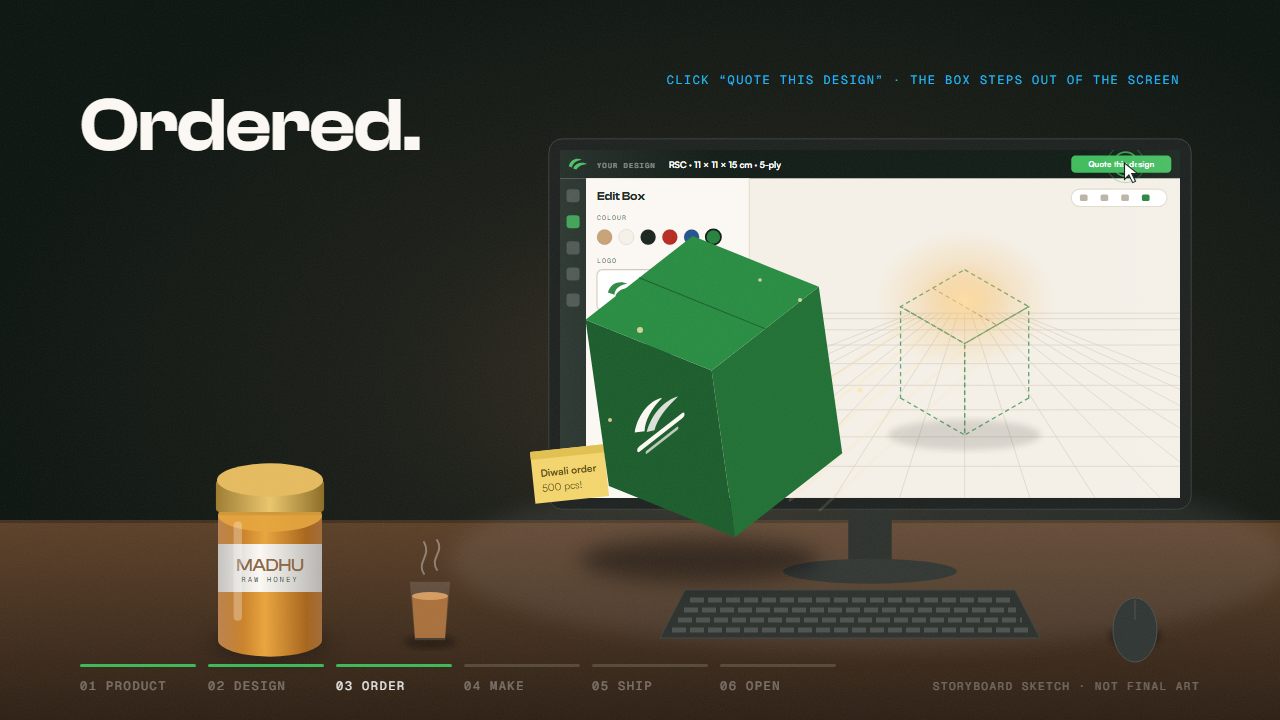 CLICK “QUOTE THIS DESIGN” · THE BOX STEPS OUT OF THE SCREEN
Ordered.
YOUR DESIGN RSC • 11 × 11 × 15 cm • 5-ply
Quote this design
Edit Box
COLOUR
LOGO
Diwali order
500 pcs!
MADHU
RAW HONEY
01 PRODUCT
02 DESIGN
03 ORDER
04 MAKE
05 SHIP
06 OPEN
STORYBOARD SKETCH · NOT FINAL ART